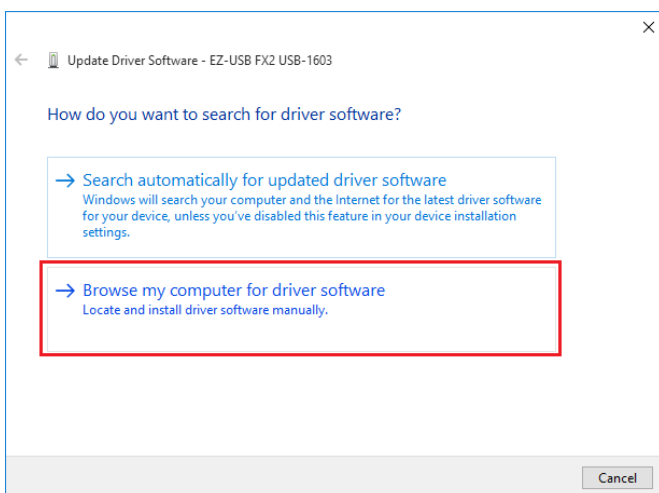 Update Driver Software - EZ-USB FX2 USB-1603
How do you want to search for driver software?
Search automatically for updated driver software
Windows will search your computer and the Internet for the latest driver software
for your device, unless you've disabled this feature in your device installation
settings.
Browse my computer for driver software
Locate and install driver software manually.
Cancel